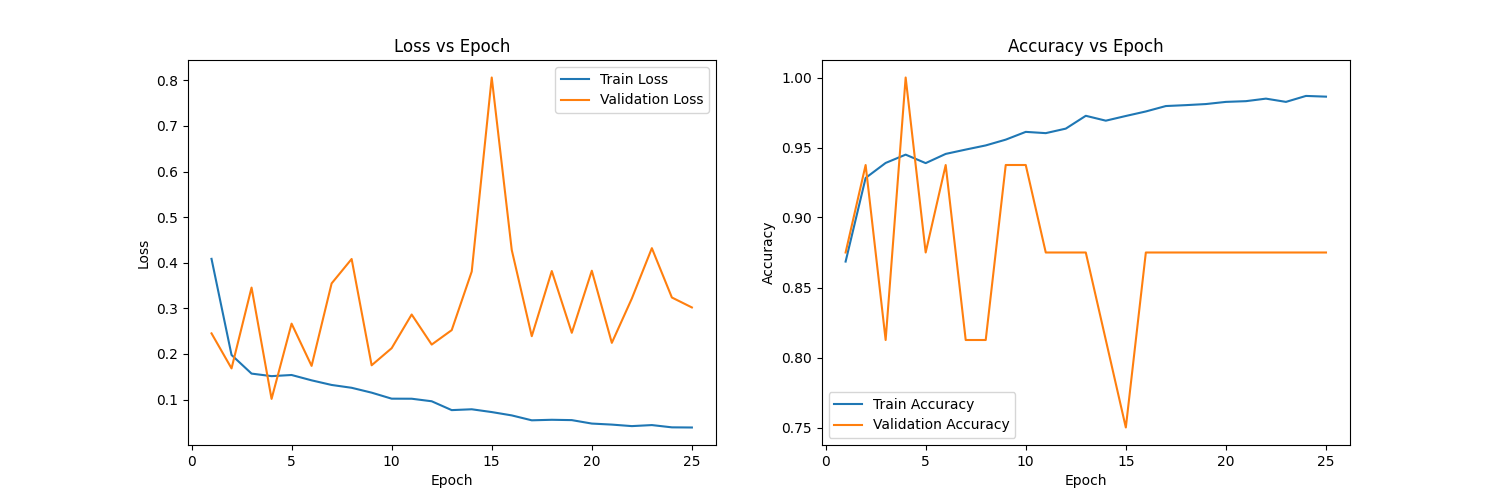 Loss vs Epoch
Train Loss
Validation Loss
0.8
0.7
0.6
0.5
0.4
0.3
0.2
0.1
Loss
0 5 10 15 20 25
Epoch
Accuracy vs Epoch
1.00
0.95
0.90
0.85
0.80
0.75
Accuracy
Train Accuracy
Validation Accuracy
0 5 10 15 20 25
Epoch